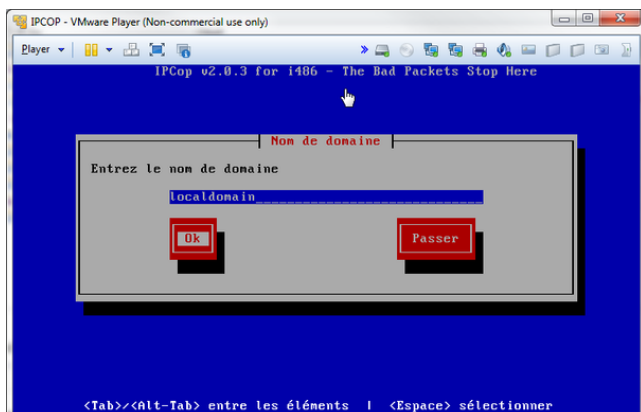 IPCOP - VMware Player (Non-commercial use only)
Player
IPCop v2.0.3 for i486 - The Bad Packets Stop Here
Nom de domaine
Entrez le nom de domaine
localdomain
Ok Passer
<Tab>/<Alt-Tab> entre les éléments | <Espace> sélectionner